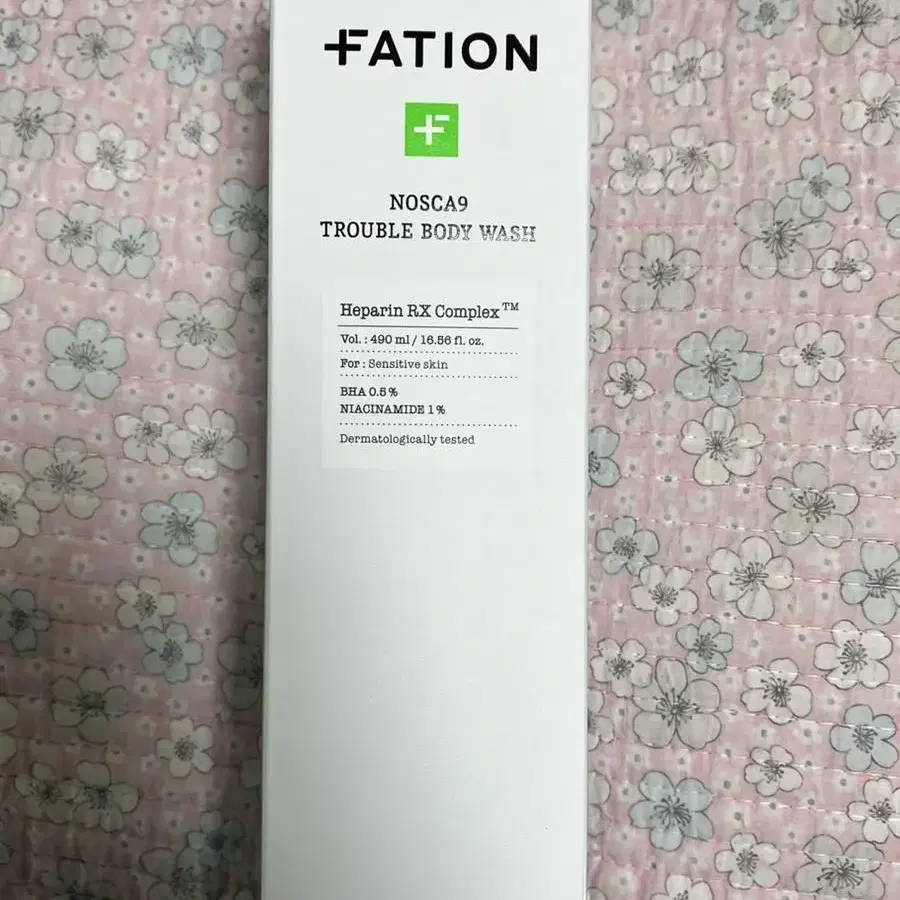 FATION
NOSCA9
TROUBLE BODY WASH
Heparin RX Complex™
Vol. : 490 ml / 16.56 fl. oz.
For : Sensitive skin
BHA 0.5 %
NIACINAMIDE 1 %
Dermatologically tested